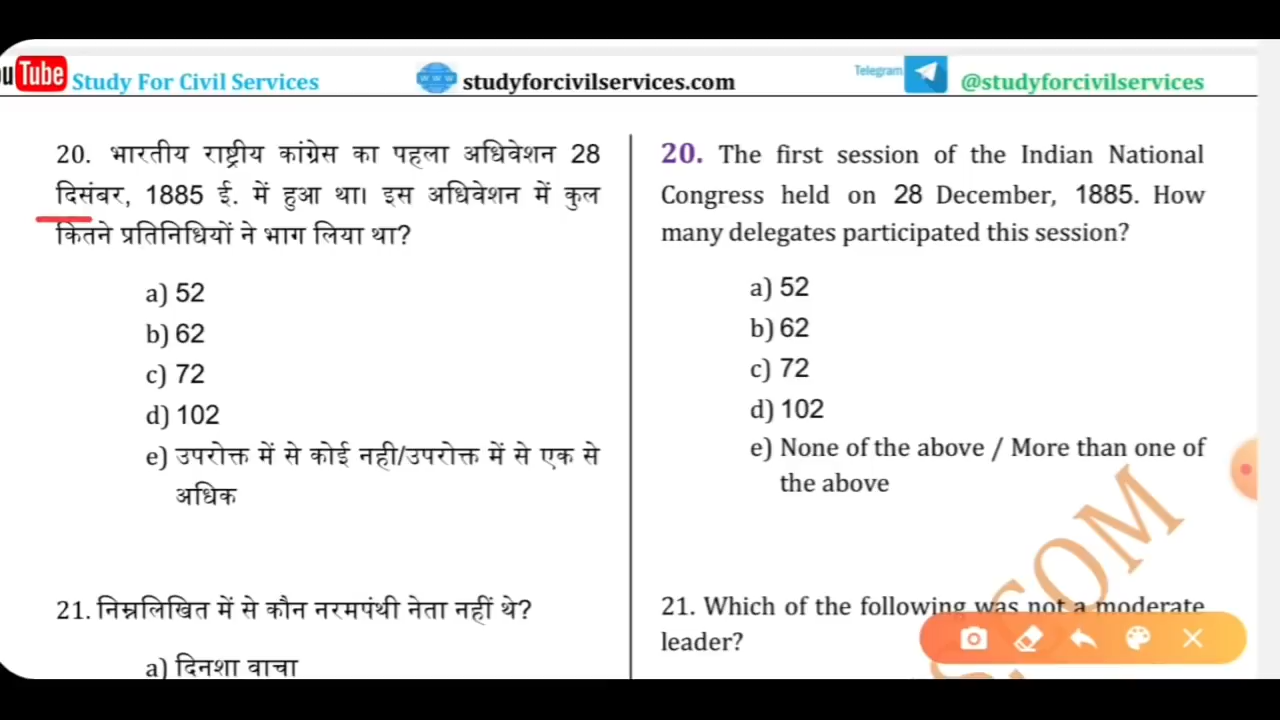 ouTube Study For Civil Services
www studyforcivilservices.com
Telegram @studyforcivilservices
20. भारतीय राष्ट्रीय कांग्रेस का पहला अधिवेशन 28
दिसंबर, 1885 ई. में हुआ था। इस अधिवेशन में कुल
कितने प्रतिनिधियों ने भाग लिया था?
a) 52
b) 62
c) 72
d) 102
e) उपरोक्त में से कोई नही/उपरोक्त में से एक से
अधिक
21. निम्नलिखित में से कौन नरमपंथी नेता नहीं थे?
a) दिनशा वाचा
20. The first session of the Indian National
Congress held on 28 December, 1885. How
many delegates participated this session?
a) 52
b) 62
c) 72
d) 102
e) None of the above / More than one of
the above
21. Which of the following was not a moderate
leader?
.COM